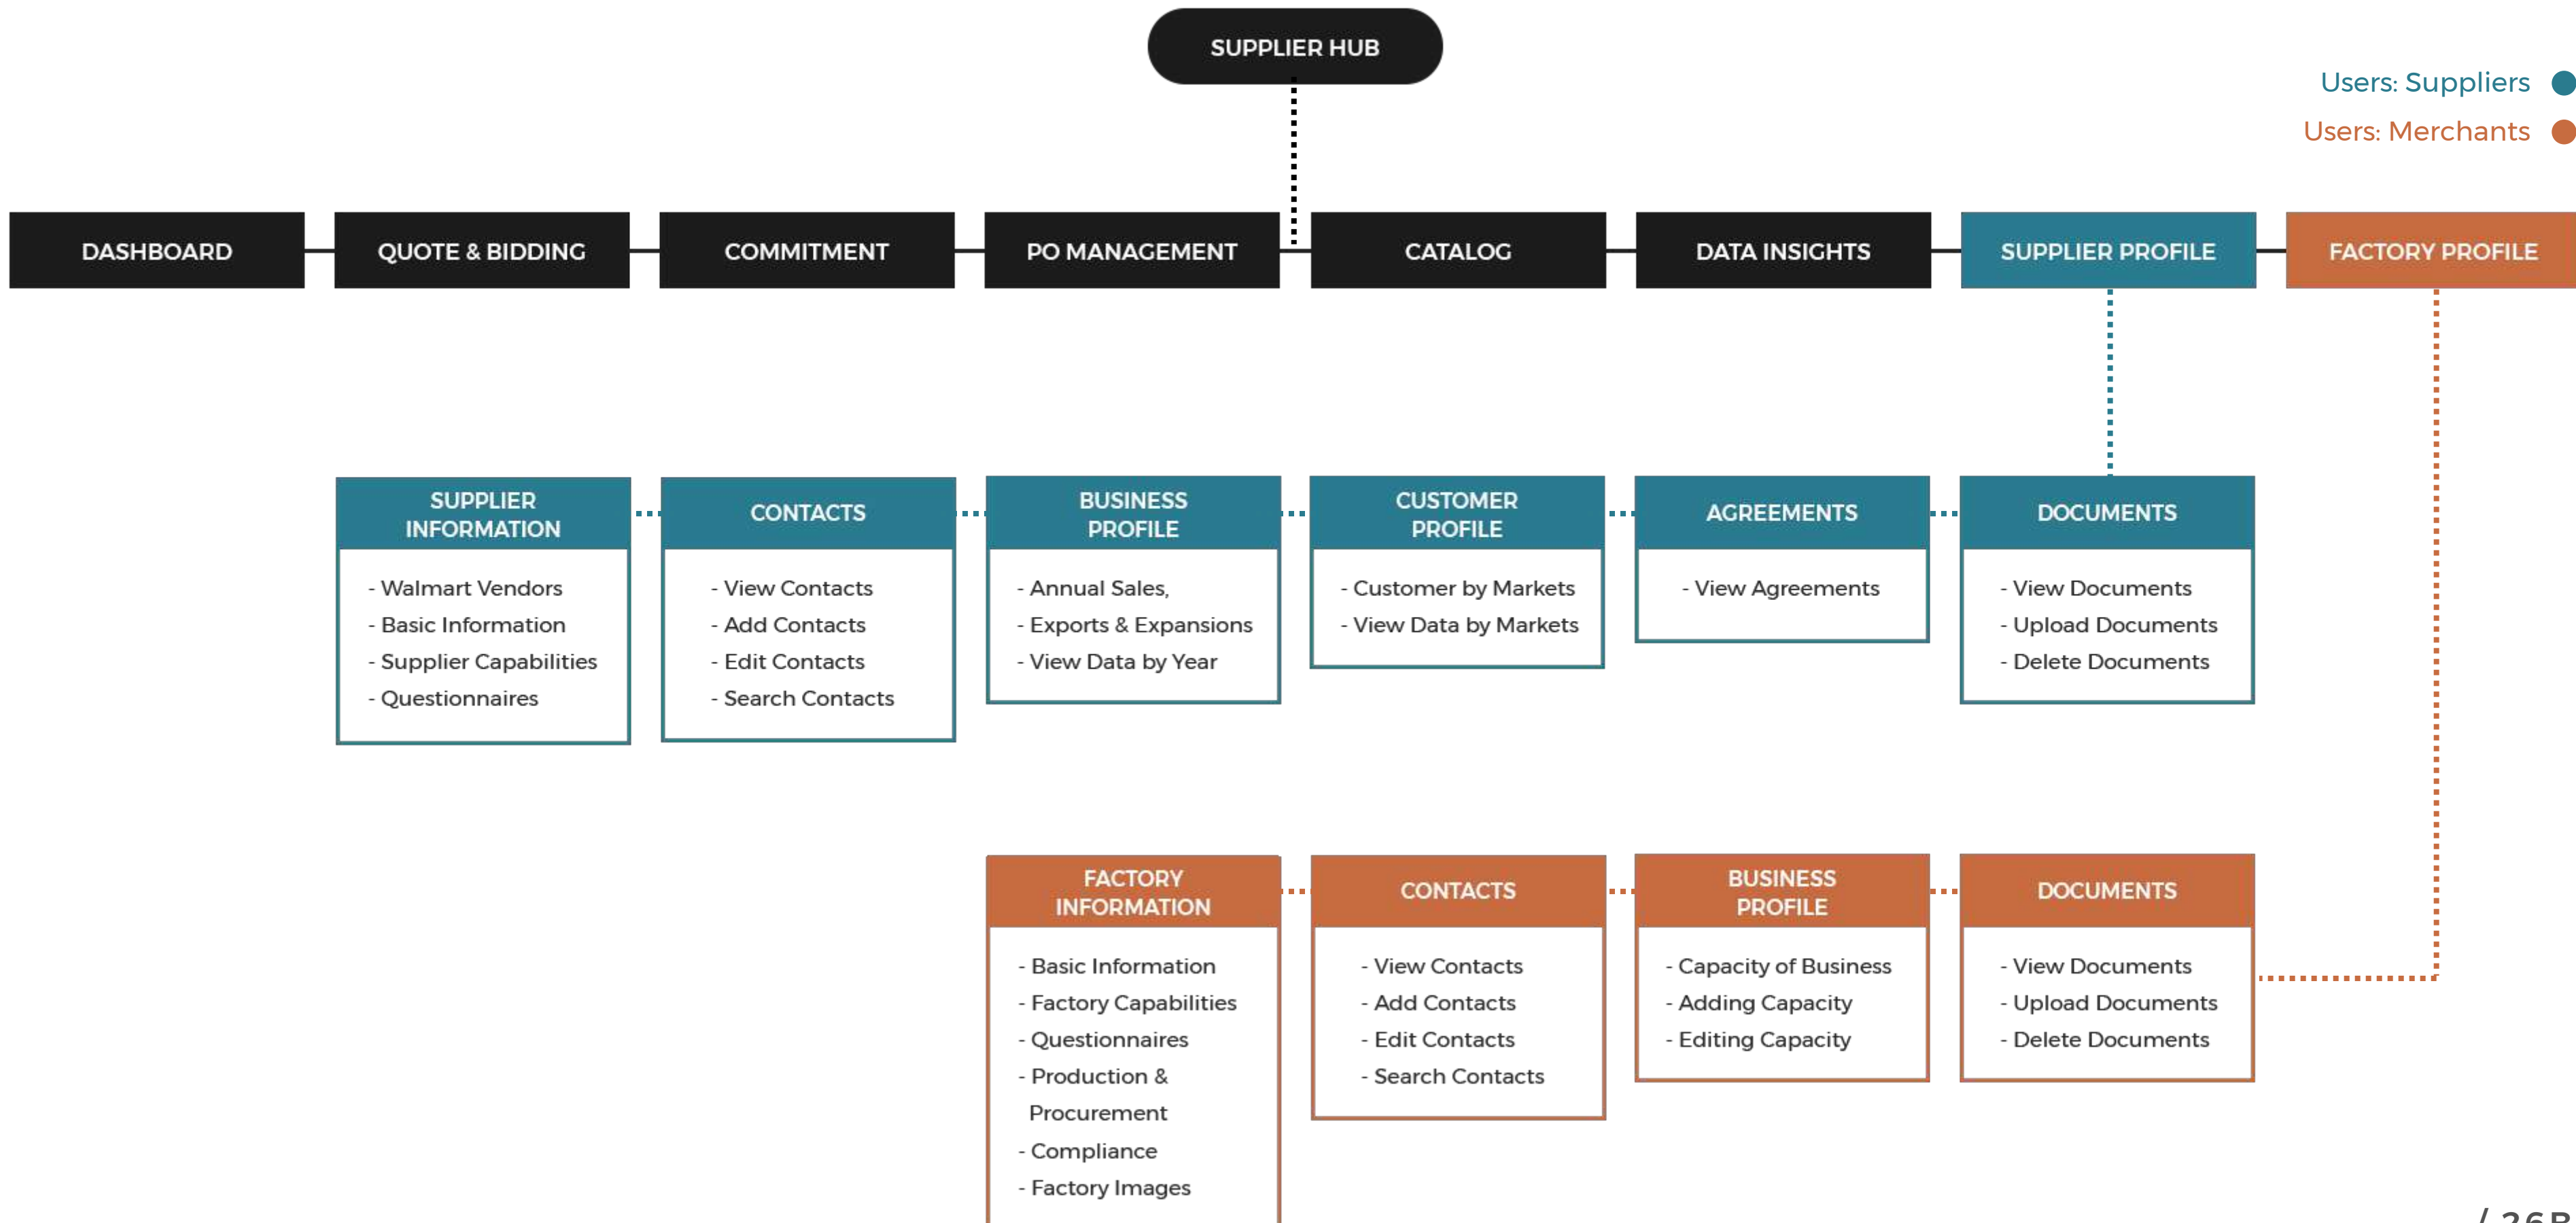 SUPPLIER HUB
Users: Suppliers
Users: Merchants
DASHBOARD
QUOTE & BIDDING
COMMITMENT
PO MANAGEMENT
CATALOG
DATA INSIGHTS
SUPPLIER PROFILE
FACTORY PROFILE
SUPPLIER
INFORMATION
- Walmart Vendors
- Basic Information
- Supplier Capabilities
- Questionnaires
CONTACTS
- View Contacts
- Add Contacts
- Edit Contacts
- Search Contacts
BUSINESS
PROFILE
- Annual Sales,
- Exports & Expansions
- View Data by Year
CUSTOMER
PROFILE
- Customer by Markets
- View Data by Markets
AGREEMENTS
- View Agreements
DOCUMENTS
- View Documents
- Upload Documents
- Delete Documents
FACTORY
INFORMATION
- Basic Information
- Factory Capabilities
- Questionnaires
- Production &
Procurement
- Compliance
- Factory Images
CONTACTS
- View Contacts
- Add Contacts
- Edit Contacts
- Search Contacts
BUSINESS
PROFILE
- Capacity of Business
- Adding Capacity
- Editing Capacity
DOCUMENTS
- View Documents
- Upload Documents
- Delete Documents